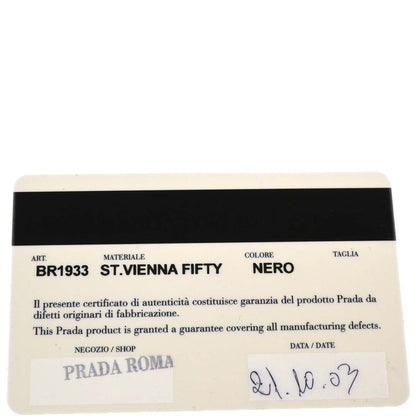 ART. MATERIALE COLORE TAGLIA
BR1933 ST.VIENNA FIFTY NERO
Il presente certificato di autenticità costituisce garanzia del prodotto Prada da
difetti originari di fabbricazione.
This Prada product is granted a guarantee covering all manufacturing defects.
NEGOZIO / SHOP DATA / DATE
PRADA ROMA 21.10.03